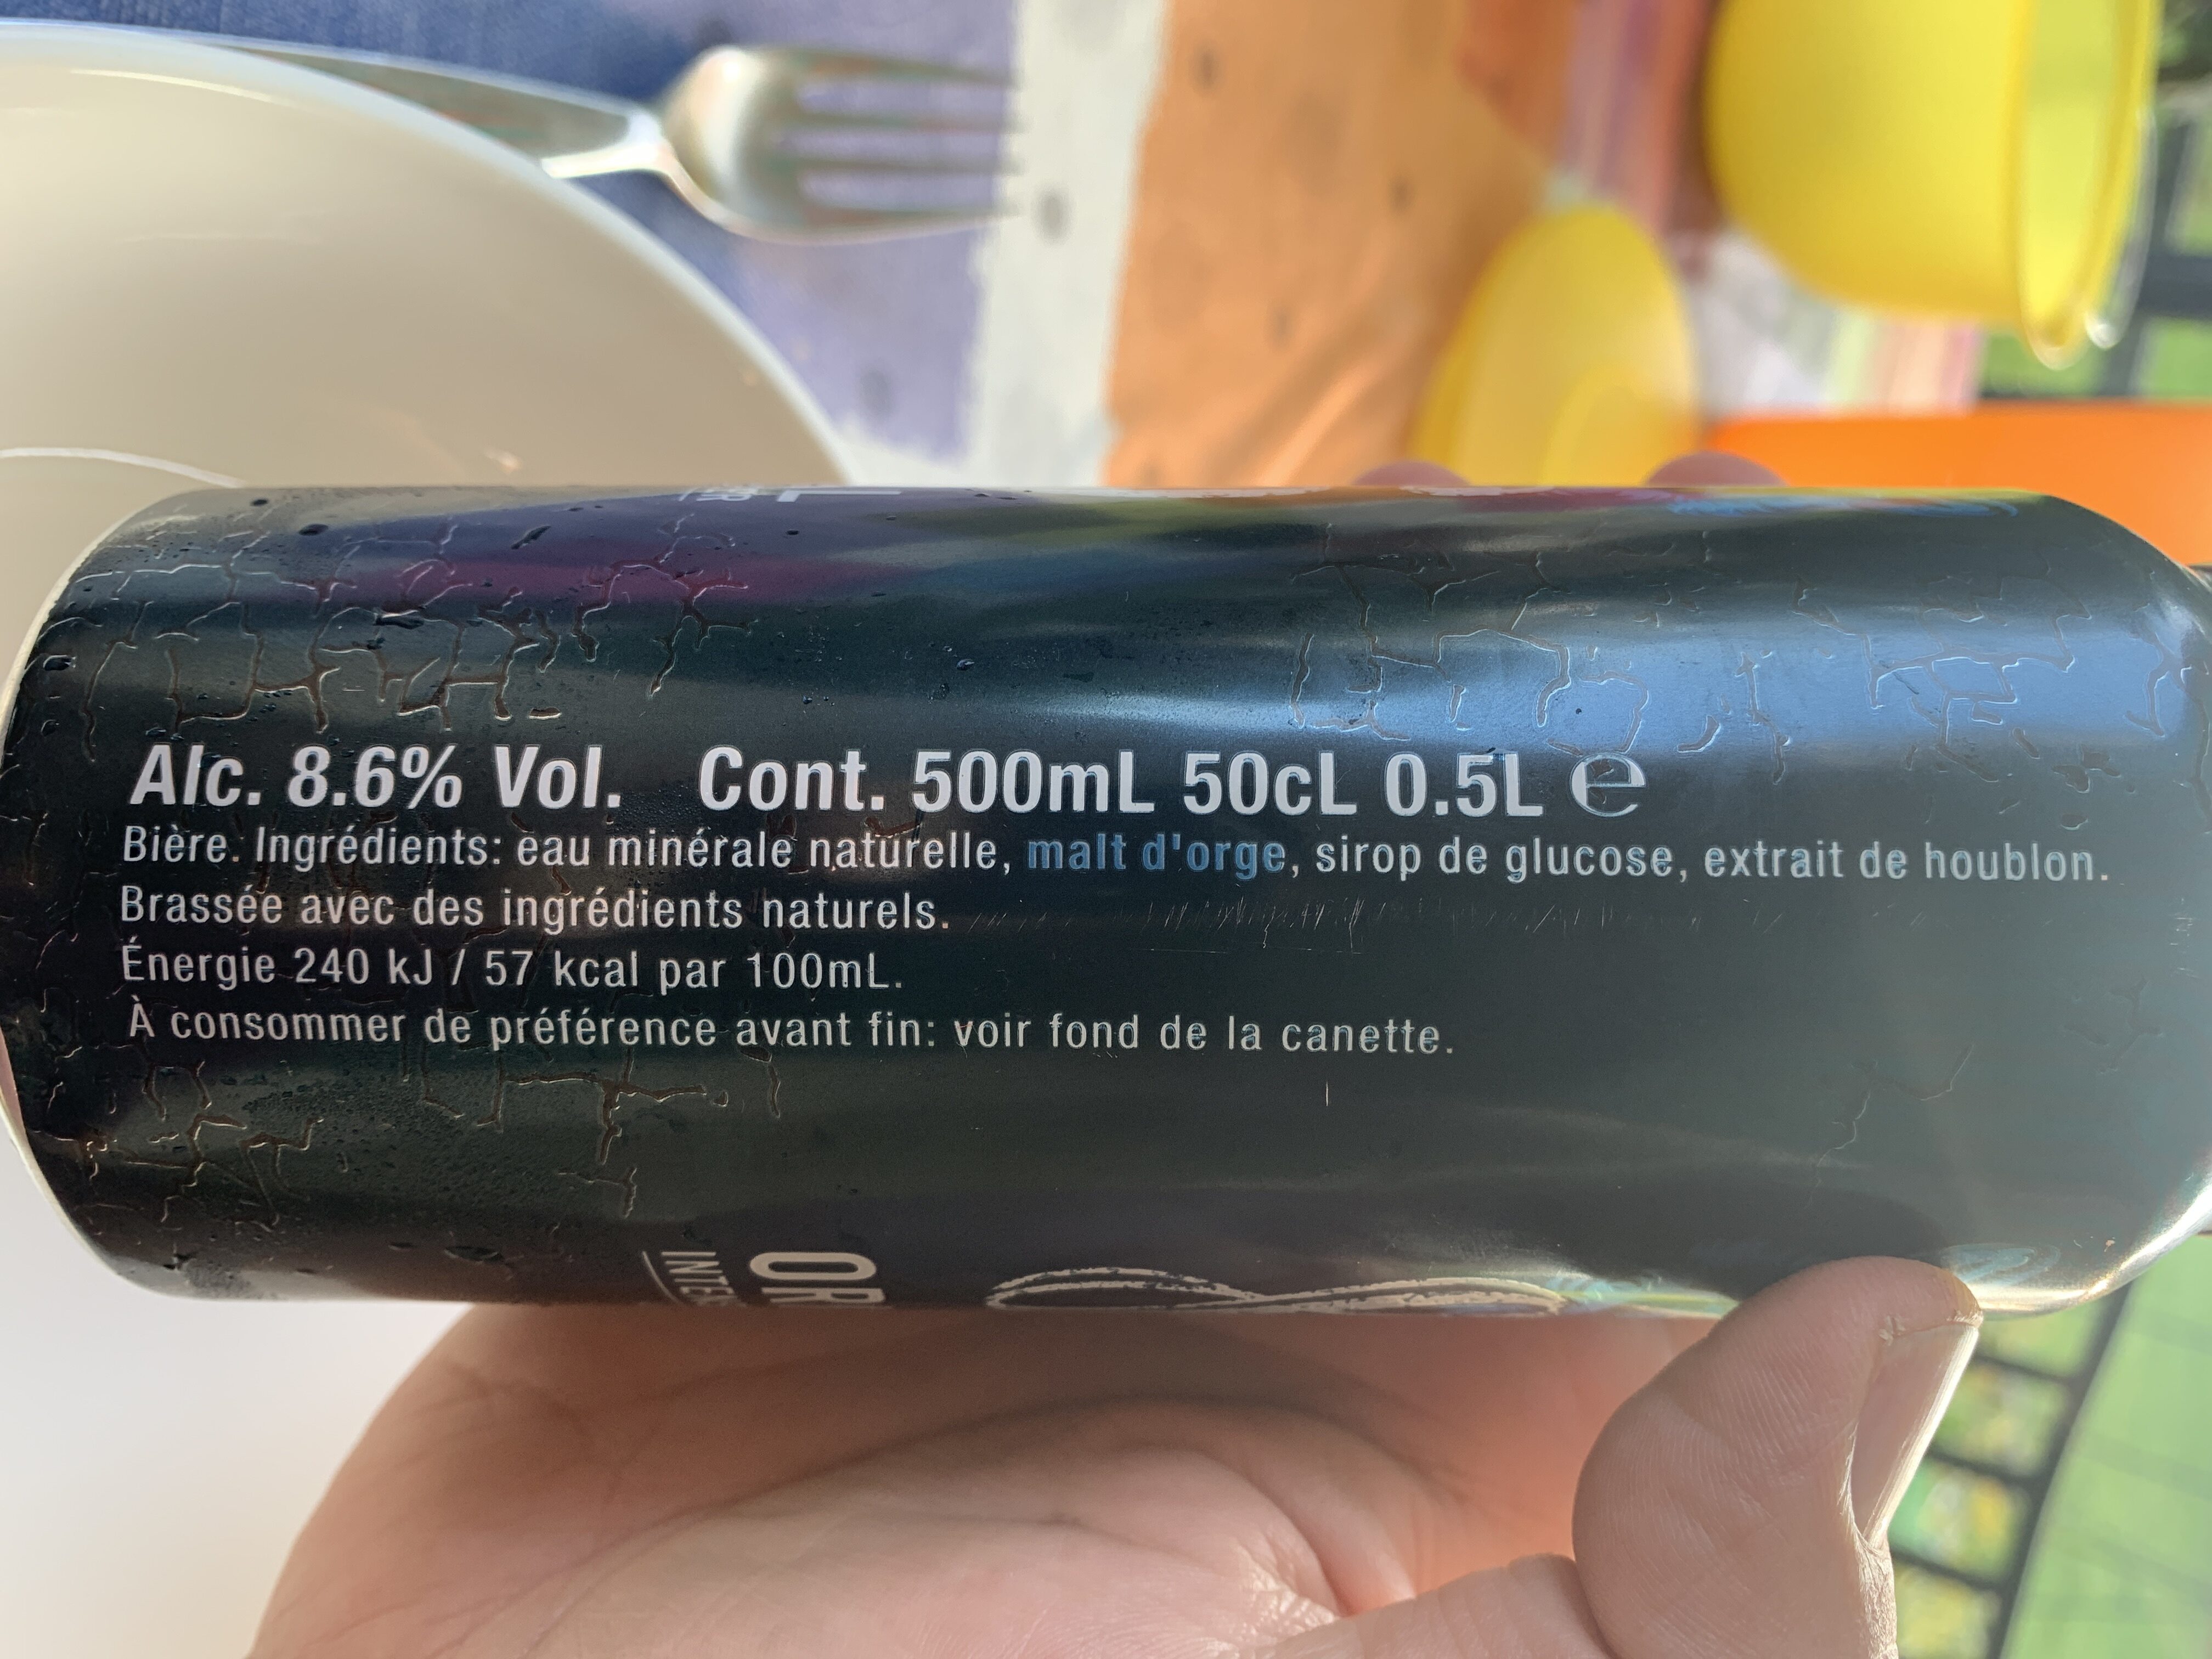 Alc. 8.6% Vol. Cont. 500mL 50cL 0.5L ℮
Bière. Ingrédients: eau minérale naturelle, malt d'orge, sirop de glucose, extrait de houblon.
Brassée avec des ingrédients naturels.
Énergie 240 kJ / 57 kcal par 100mL.
À consommer de préférence avant fin: voir fond de la canette.